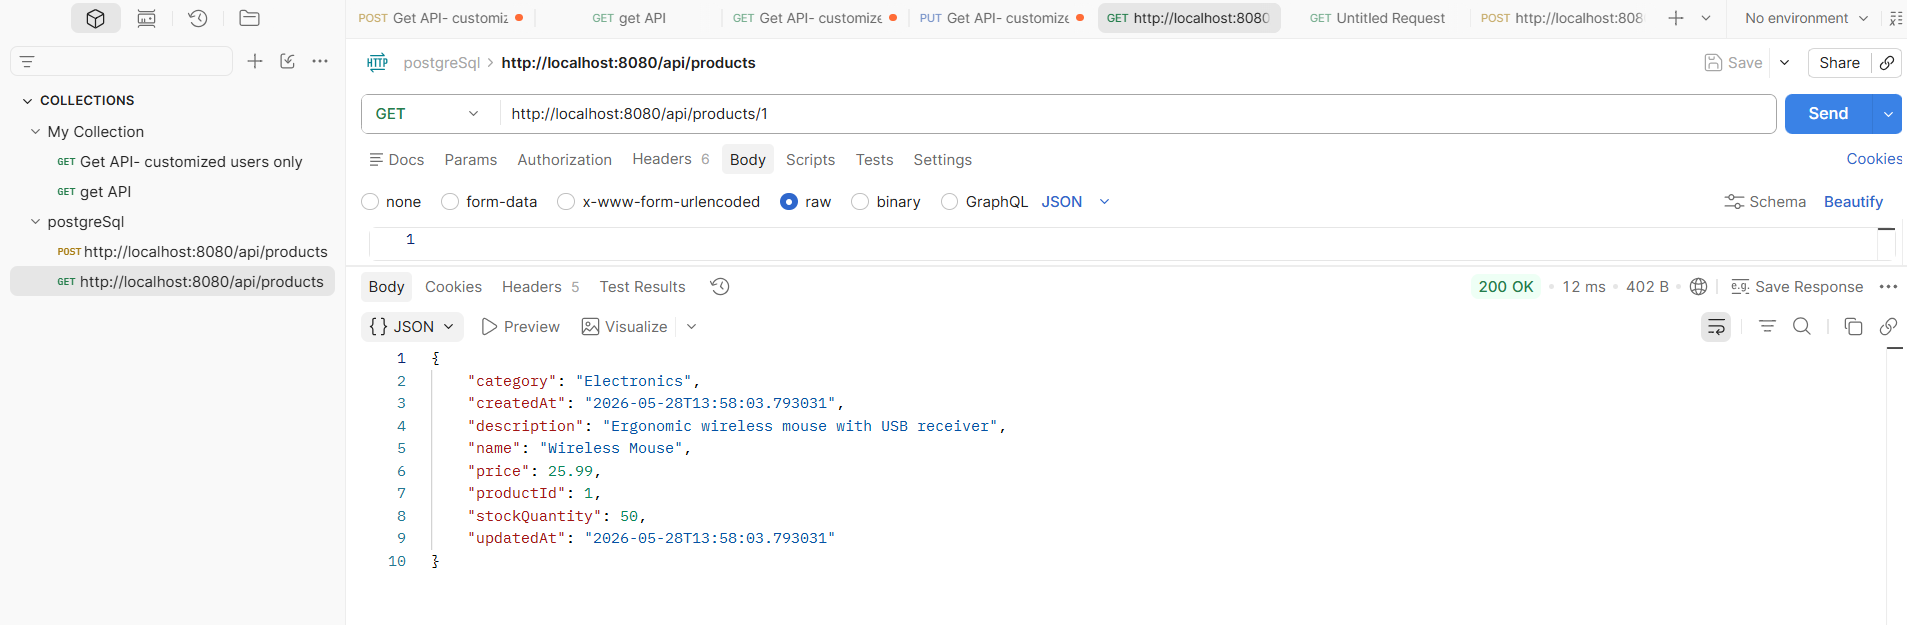 POST Get API- customiz GET get API GET Get API- customize PUT Get API- customize GET http://localhost:8080 GET Untitled Request POST http://localhost:808 No environment
postgreSql > http://localhost:8080/api/products Save Share
COLLECTIONS
My Collection
GET Get API- customized users only
GET get API
postgreSql
POST http://localhost:8080/api/products
GET http://localhost:8080/api/products
GET http://localhost:8080/api/products/1 Send
Docs Params Authorization Headers 6 Body Scripts Tests Settings Cookies
none form-data x-www-form-urlencoded raw binary GraphQL JSON Schema Beautify
1
Body Cookies Headers 5 Test Results 200 OK • 12 ms • 402 B • e.g. Save Response
{} JSON Preview Visualize
1 {
2 "category": "Electronics",
3 "createdAt": "2026-05-28T13:58:03.793031",
4 "description": "Ergonomic wireless mouse with USB receiver",
5 "name": "Wireless Mouse",
6 "price": 25.99,
7 "productId": 1,
8 "stockQuantity": 50,
9 "updatedAt": "2026-05-28T13:58:03.793031"
10 }